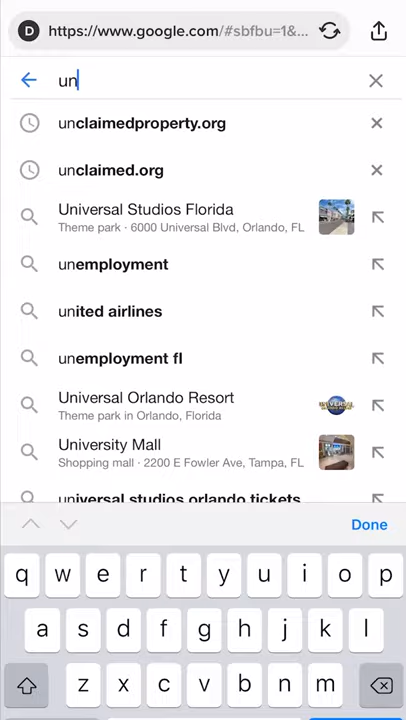 D https://www.google.com/#sbfbu=1&...
un
unclaimedproperty.org
unclaimed.org
Universal Studios Florida
Theme park · 6000 Universal Blvd, Orlando, FL
unemployment
united airlines
unemployment fl
Universal Orlando Resort
Theme park in Orlando, Florida
UNIVERSAL
University Mall
Shopping mall · 2200 E Fowler Ave, Tampa, FL
universal studios orlando tickets
Done
q w e r t y u i o p
a s d f g h j k l
z x c v b n m